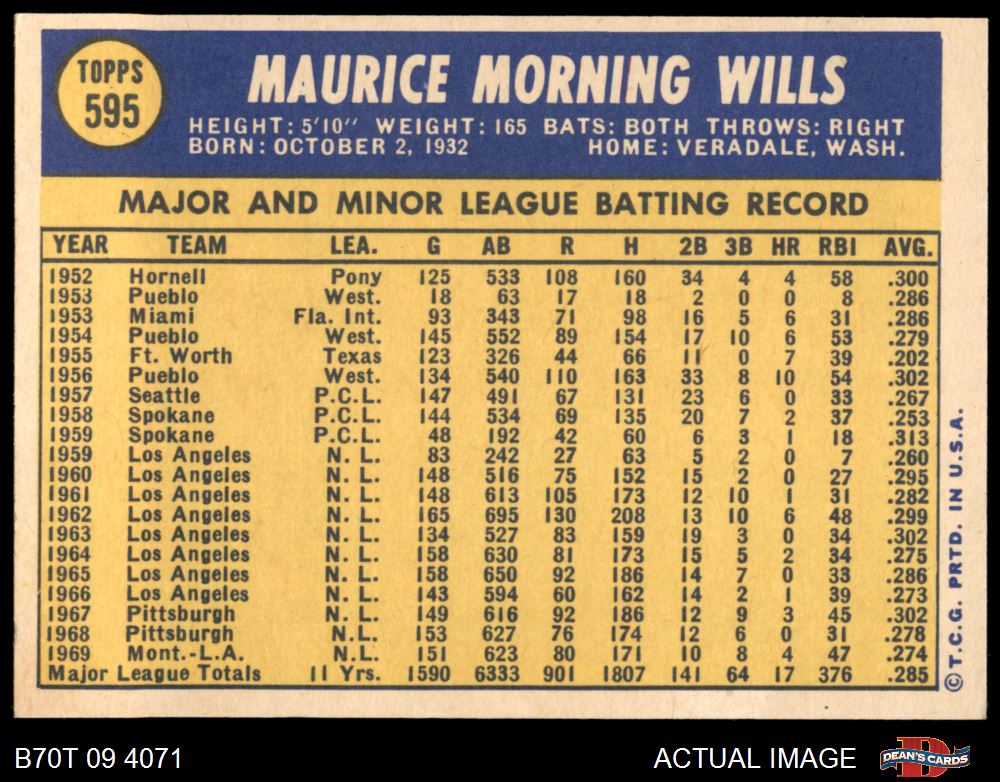 TOPPS
595
MAURICE MORNING WILLS
HEIGHT: 5'10" WEIGHT: 165 BATS: BOTH THROWS: RIGHT
BORN: OCTOBER 2, 1932 HOME: VERADALE, WASH.
MAJOR AND MINOR LEAGUE BATTING RECORD
YEAR TEAM LEA. G AB R H 2B 3B HR RBI AVG.
1952 Hornell Pony 125 533 108 160 34 4 4 58 .300
1953 Pueblo West. 18 63 17 18 2 0 0 8 .286
1953 Miami Fla. Int. 93 343 71 98 16 5 6 31 .286
1954 Pueblo West. 145 552 89 154 17 10 6 53 .279
1955 Ft. Worth Texas 123 326 44 66 11 0 7 39 .202
1956 Pueblo West. 134 540 110 163 33 8 10 54 .302
1957 Seattle P.C.L. 147 491 67 131 23 6 0 33 .267
1958 Spokane P.C.L. 144 534 69 135 20 7 2 37 .253
1959 Spokane P.C.L. 48 192 42 60 6 3 1 18 .313
1959 Los Angeles N. L. 83 242 27 63 5 2 0 7 .260
1960 Los Angeles N. L. 148 516 75 152 15 2 0 27 .295
1961 Los Angeles N. L. 148 613 105 173 12 10 1 31 .282
1962 Los Angeles N. L. 165 695 130 208 13 10 6 48 .299
1963 Los Angeles N. L. 134 527 83 159 19 3 0 34 .302
1964 Los Angeles N. L. 158 630 81 173 15 5 2 34 .275
1965 Los Angeles N. L. 158 650 92 186 14 7 0 33 .286
1966 Los Angeles N. L. 143 594 60 162 14 2 1 39 .273
1967 Pittsburgh N. L. 149 616 92 186 12 9 3 45 .302
1968 Pittsburgh N.L. 153 627 76 174 12 6 0 31 .278
1969 Mont.-L.A. N.L. 151 623 80 171 10 8 4 47 .274
Major League Totals 11 Yrs. 1590 6333 901 1807 141 64 17 376 .285
©T.C.G. PRTD. IN U.S.A.
B70T 09 4071 ACTUAL IMAGE
DEAN'S CARDS